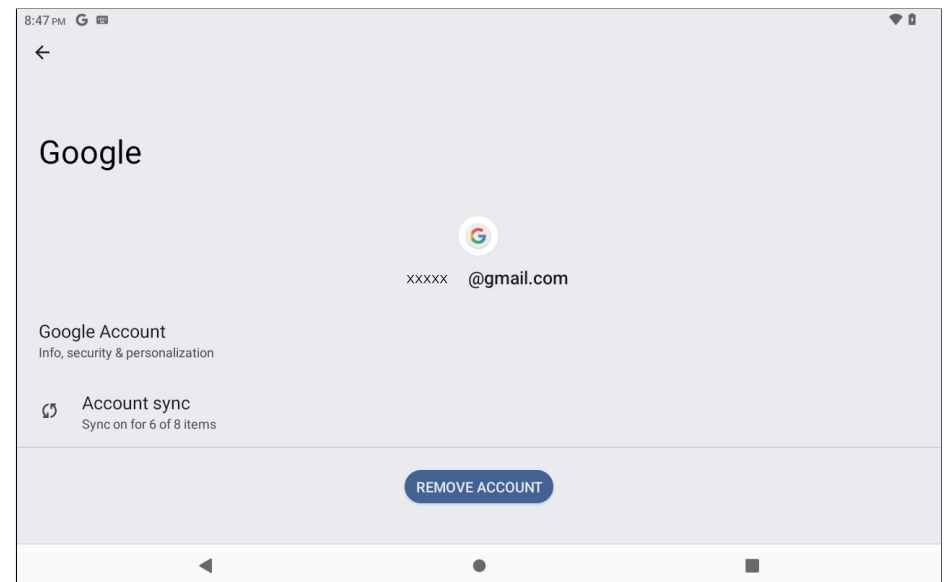 8:47 PM G
Google
G
xxxxx @gmail.com
Google Account
Info, security & personalization
Account sync
Sync on for 6 of 8 items
REMOVE ACCOUNT